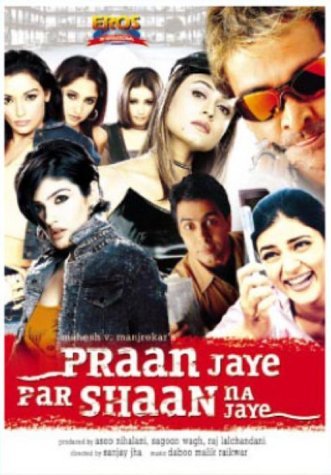 EROS
INTERNATIONAL
mahesh v. manjrekar's
PRAAN JAYE
PAR SHAAN NA JAYE
produced by asoo nihalani, sagoon wagh, raj lalchandani
directed by sanjay jha music daboo malik raikwar